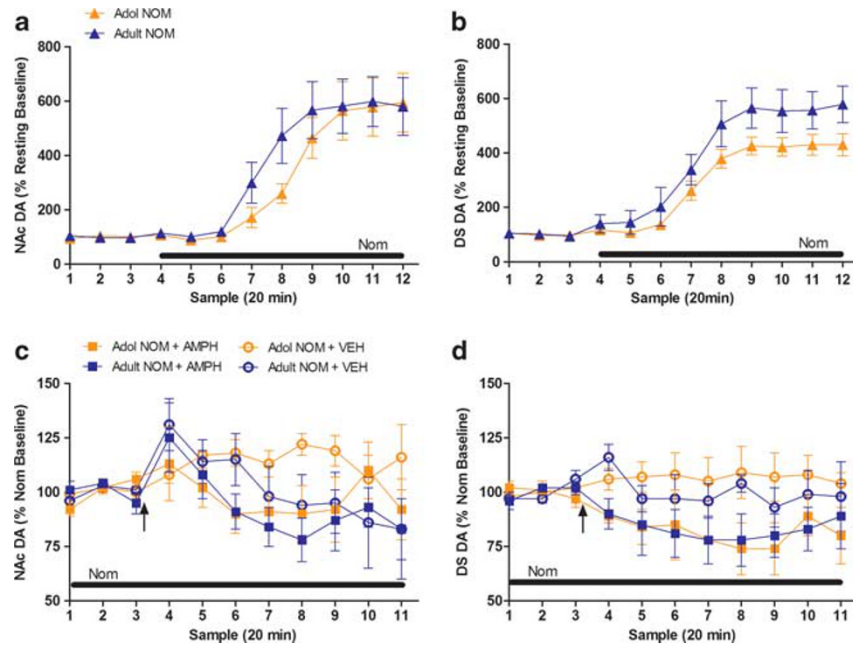 a
Adol NOM
Adult NOM
NAc DA (% Resting Baseline)
800
600
400
200
0
Nom
1 2 3 4 5 6 7 8 9 10 11 12
Sample (20 min)
b
DS DA (% Resting Baseline)
800
600
400
200
0
Nom
1 2 3 4 5 6 7 8 9 10 11 12
Sample (20min)
c
Adol NOM + AMPH
Adol NOM + VEH
Adult NOM + AMPH
Adult NOM + VEH
NAc DA (% Nom Baseline)
150
125
100
75
50
Nom
1 2 3 4 5 6 7 8 9 10 11
Sample (20 min)
d
DS DA (% Nom Baseline)
150
125
100
75
50
Nom
1 2 3 4 5 6 7 8 9 10 11
Sample (20 min)